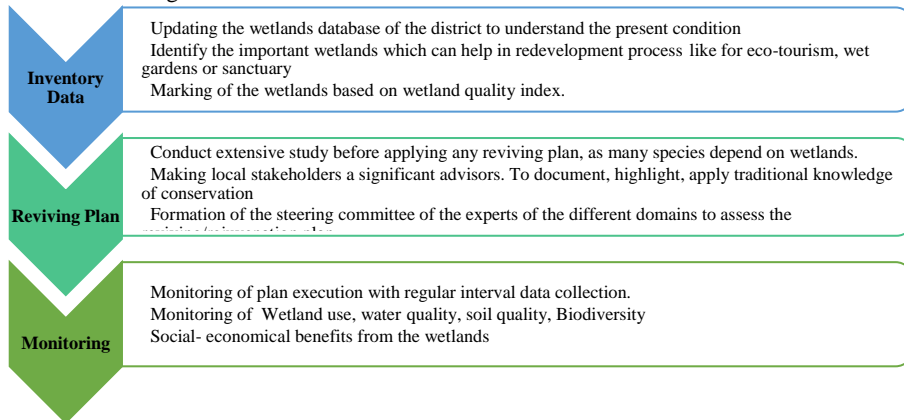 Updating the wetlands database of the district to understand the present condition
Identify the important wetlands which can help in redevelopment process like for eco-tourism, wet
gardens or sanctuary
Marking of the wetlands based on wetland quality index.
Inventory
Data
Conduct extensive study before applying any reviving plan, as many species depend on wetlands.
Making local stakeholders a significant advisors. To document, highlight, apply traditional knowledge
of conservation
Formation of the steering committee of the experts of the different domains to assess the
Reviving Plan
Monitoring of plan execution with regular interval data collection.
Monitoring of Wetland use, water quality, soil quality, Biodiversity
Social- economical benefits from the wetlands
Monitoring